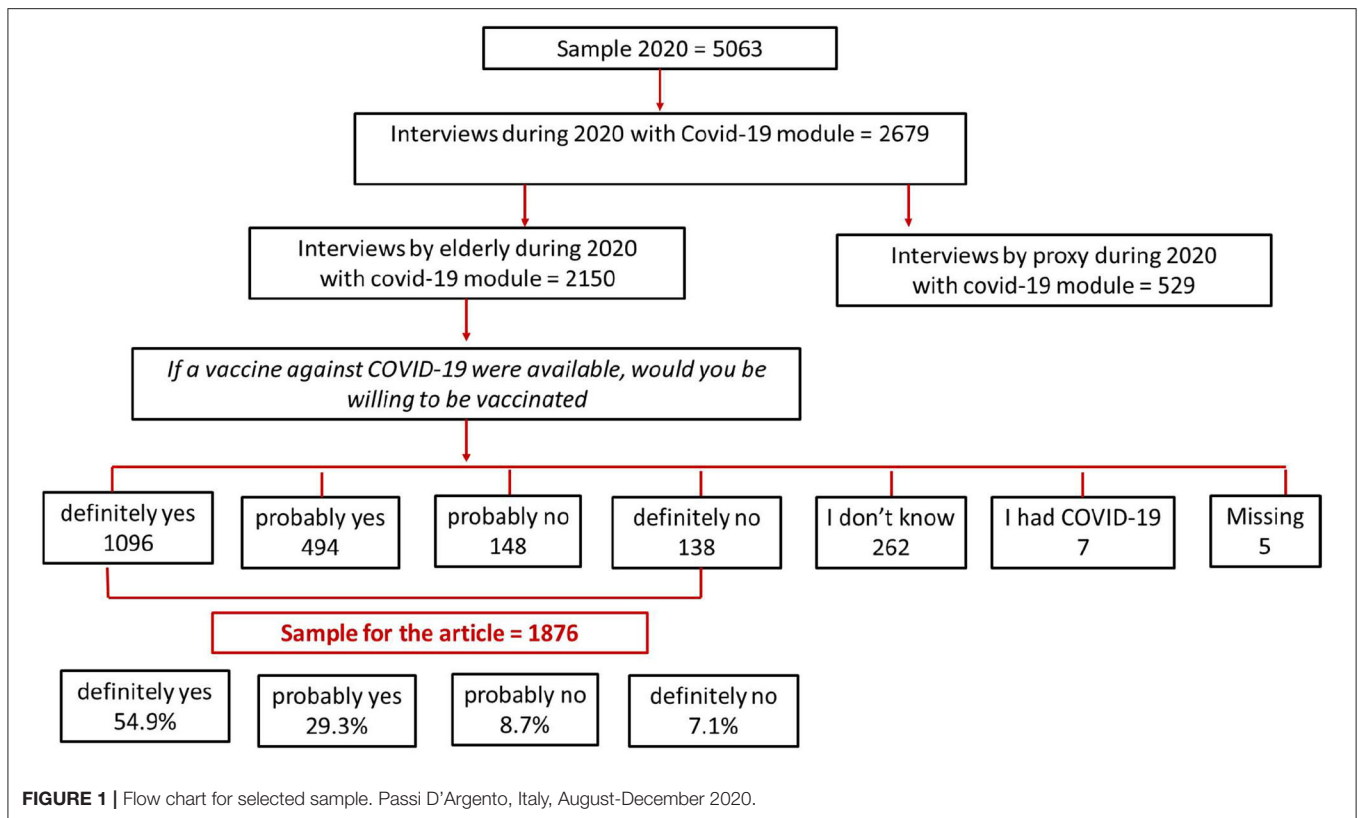 Sample 2020 = 5063
Interviews during 2020 with Covid-19 module = 2679
Interviews by elderly during 2020
with covid-19 module = 2150
Interviews by proxy during 2020
with covid-19 module = 529
If a vaccine against COVID-19 were available, would you be
willing to be vaccinated
definitely yes
1096
probably yes
494
probably no
148
definitely no
138
I don't know
262
I had COVID-19
7
Missing
5
Sample for the article = 1876
definitely yes
54.9%
probably yes
29.3%
probably no
8.7%
definitely no
7.1%
FIGURE 1 | Flow chart for selected sample. Passi D'Argento, Italy, August-December 2020.